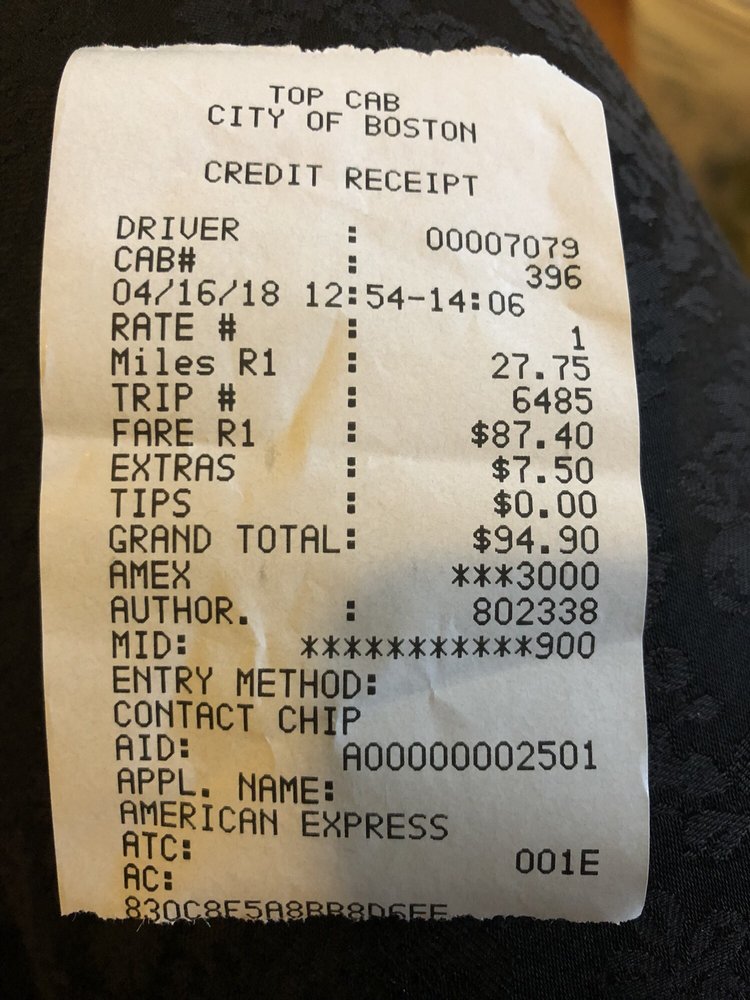 TOP CAB
CITY OF BOSTON
CREDIT RECEIPT
DRIVER : 00007079
CAB# : 396
04/16/18 12:54-14:06
RATE # : 1
Miles R1 : 27.75
TRIP # : 6485
FARE R1 : $87.40
EXTRAS : $7.50
TIPS : $0.00
GRAND TOTAL: $94.90
AMEX ***3000
AUTHOR. : 802338
MID: ***********900
ENTRY METHOD:
CONTACT CHIP
AID: A00000002501
APPL. NAME:
AMERICAN EXPRESS
ATC: 001E
AC: